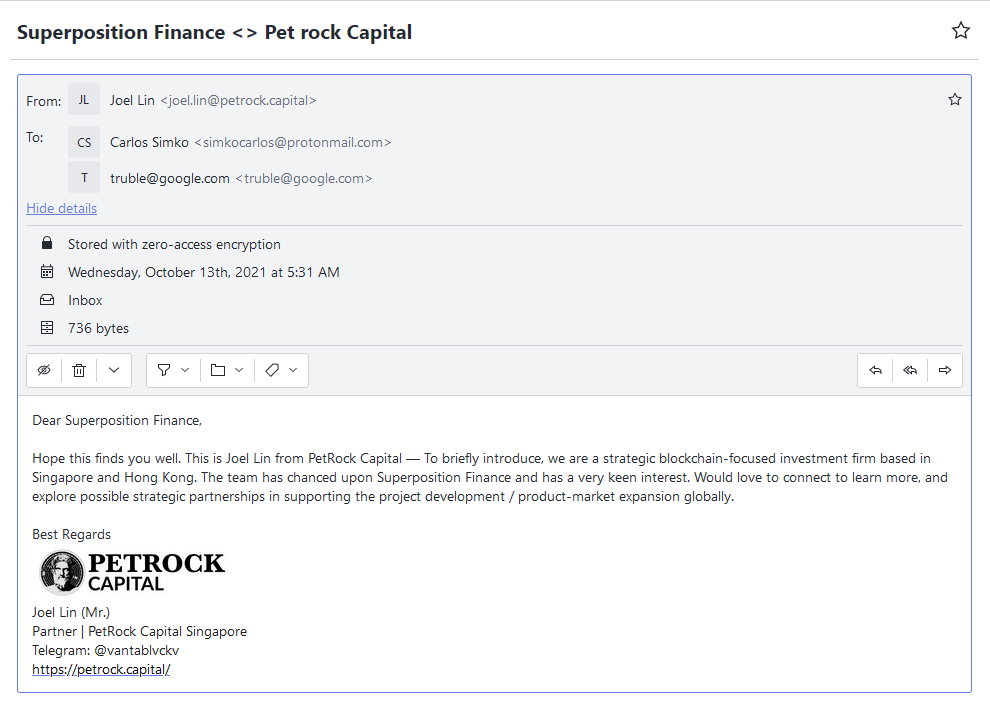 Superposition Finance <> Pet rock Capital
From: JL Joel Lin <joel.lin@petrock.capital>
To: CS Carlos Simko <simkocarlos@protonmail.com>
T truble@google.com <truble@google.com>
Hide details
Stored with zero-access encryption
Wednesday, October 13th, 2021 at 5:31 AM
Inbox
736 bytes
Dear Superposition Finance,
Hope this finds you well. This is Joel Lin from PetRock Capital — To briefly introduce, we are a strategic blockchain-focused investment firm based in
Singapore and Hong Kong. The team has chanced upon Superposition Finance and has a very keen interest. Would love to connect to learn more, and
explore possible strategic partnerships in supporting the project development / product-market expansion globally.
Best Regards
PETROCK
CAPITAL
Joel Lin (Mr.)
Partner | PetRock Capital Singapore
Telegram: @vantablvckv
https://petrock.capital/